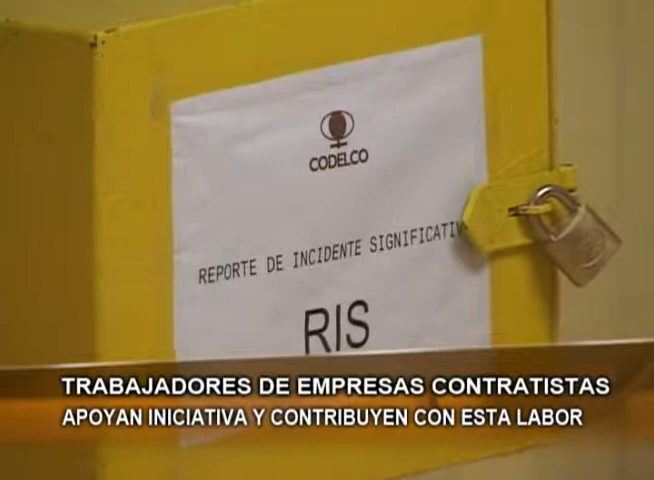 CODELCO
REPORTE DE INCIDENTE SIGNIFICATIV
RIS
TRABAJADORES DE EMPRESAS CONTRATISTAS
APOYAN INICIATIVA Y CONTRIBUYEN CON ESTA LABOR